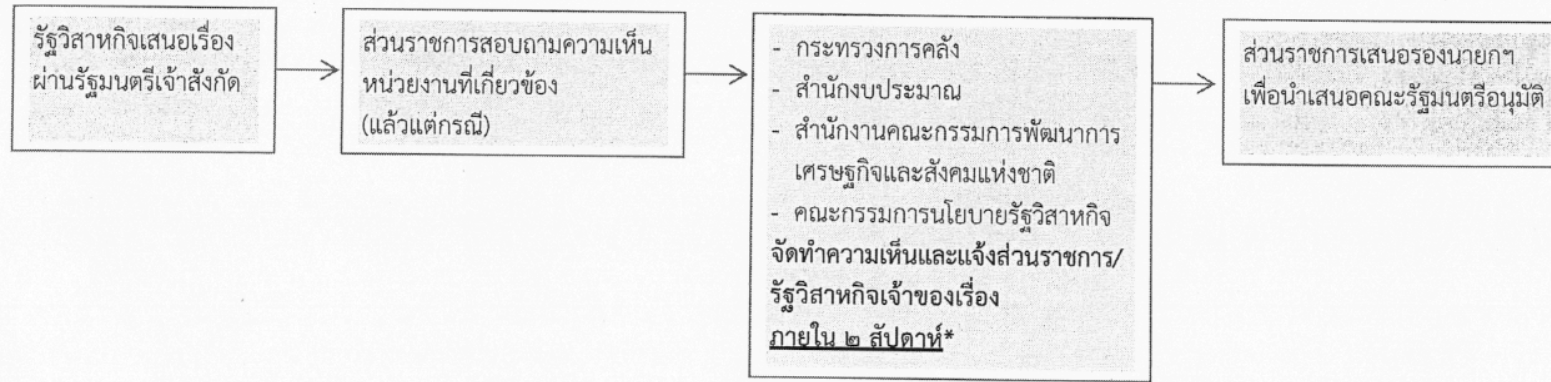 รัฐวิสาหกิจเสนอเรื่อง
ผ่านรัฐมนตรีเจ้าสังกัด
ส่วนราชการสอบถามความเห็น
หน่วยงานที่เกี่ยวข้อง
(แล้วแต่กรณี)
- กระทรวงการคลัง
- สำนักงบประมาณ
- สำนักงานคณะกรรมการพัฒนาการ
เศรษฐกิจและสังคมแห่งชาติ
- คณะกรรมการนโยบายรัฐวิสาหกิจ
จัดทำความเห็นและแจ้งส่วนราชการ/
รัฐวิสาหกิจเจ้าของเรื่อง
ภายใน ๒ สัปดาห์*
ส่วนราชการเสนอรองนายกฯ
เพื่อนำเสนอคณะรัฐมนตรีอนุมัติ